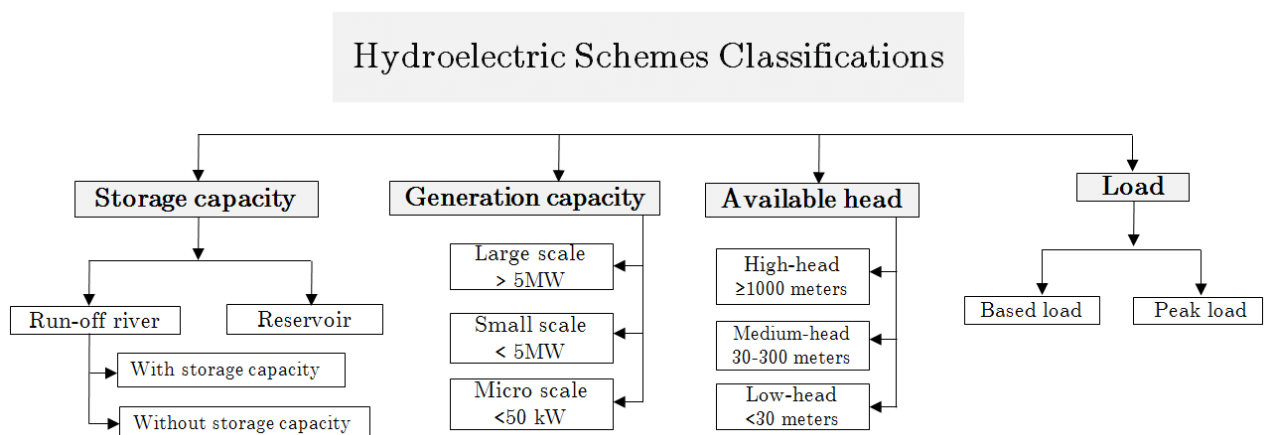 Hydroelectric Schemes Classifications
Storage capacity
Generation capacity
Available head
Load
Large scale
> 5MW
High-head
≥1000 meters
Run-off river
Reservoir
Based load
Peak load
Small scale
< 5MW
Medium-head
30-300 meters
With storage capacity
Micro scale
<50 kW
Low-head
<30 meters
Without storage capacity